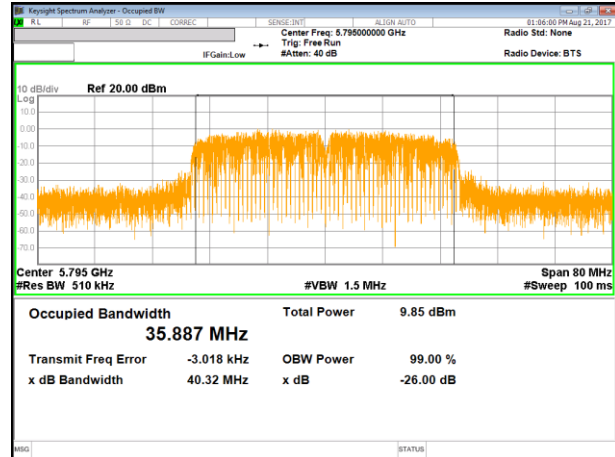 Keysight Spectrum Analyzer - Occupied BW
RL RF 50 Ω DC CORREC SENSE:INT ALIGN AUTO 01:06:00 PM Aug 21, 2017
Center Freq: 5.795000000 GHz Radio Std: None
Trig: Free Run
IFGain:Low #Atten: 40 dB Radio Device: BTS
10 dB/div Ref 20.00 dBm
Log
10.0
0.00
-10.0
-20.0
-30.0
-40.0
-50.0
-60.0
-70.0
Center 5.795 GHz Span 80 MHz
#Res BW 510 kHz #VBW 1.5 MHz #Sweep 100 ms
Occupied Bandwidth Total Power 9.85 dBm
35.887 MHz
Transmit Freq Error -3.018 kHz OBW Power 99.00 %
x dB Bandwidth 40.32 MHz x dB -26.00 dB
MSG STATUS